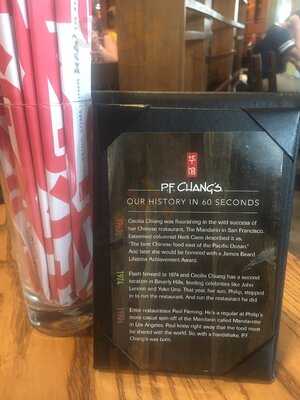 华
馆
P.F. CHANG'S
OUR HISTORY IN 60 SECONDS
Cecilia Chiang was flourishing in the wild success of
her Chinese restaurant, The Mandarin in San Francisco.
Esteemed columnist Herb Caen described it as,
"The best Chinese food east of the Pacific Ocean."
And later she would be honored with a James Beard
Lifetime Achievement Award.
1974
Flash forward to 1974 and Cecilia Chiang has a second
location in Beverly Hills, feeding celebrities like John
Lennon and Yoko Ono. That year, her son, Philip, stepped
in to run the restaurant. And run the restaurant he did.
Enter restaurateur Paul Fleming. He's a regular at Philip's
more casual spin-off of the Mandarin called Mandarette
in Los Angeles. Paul knew right away that the food must
be shared with the world. So, with a handshake, P.F.
Chang's was born.